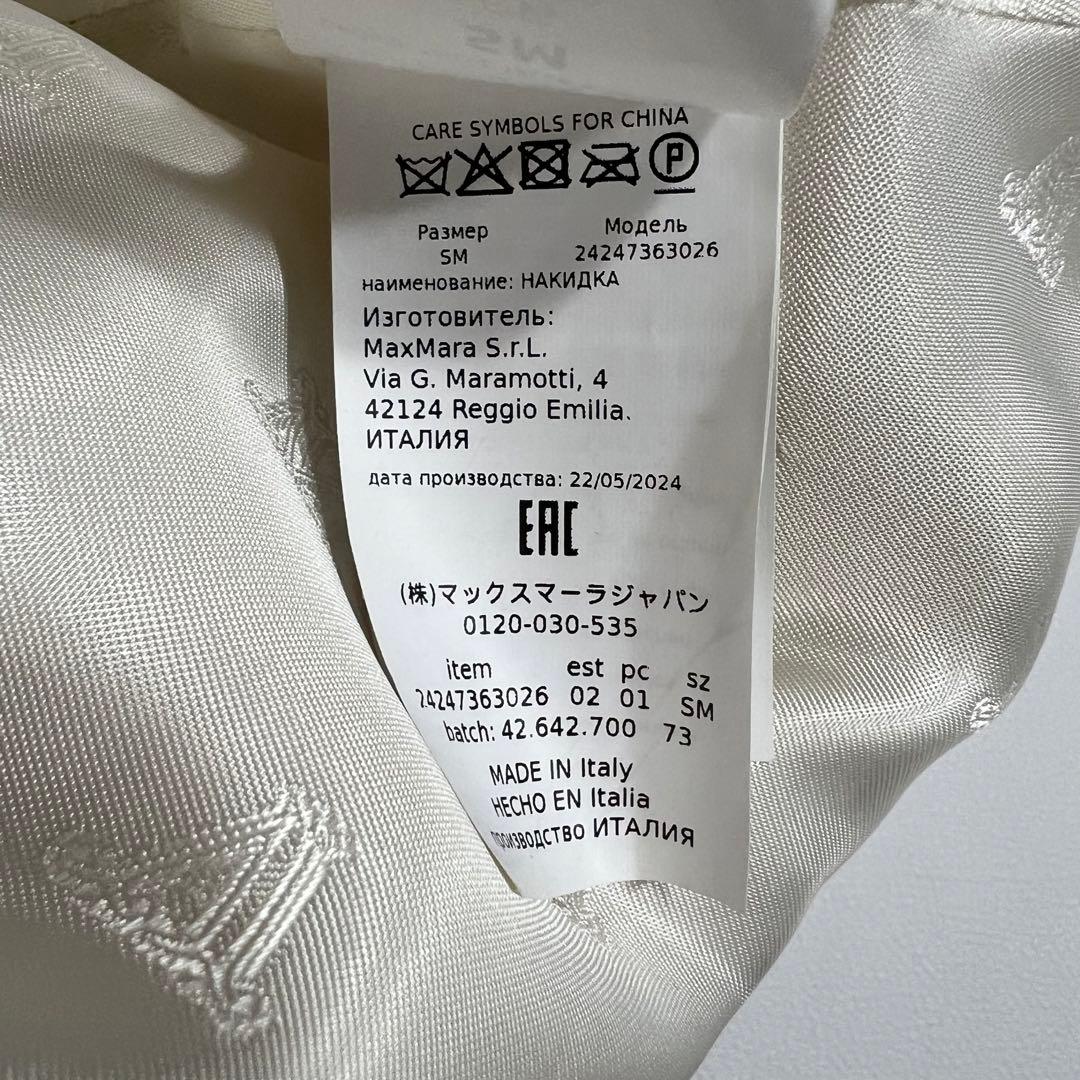 CARE SYMBOLS FOR CHINA
P
Размер Модель
SM 24247363026
наименование: НАКИДКА
Изготовитель:
MaxMara S.r.L.
Via G. Maramotti, 4
42124 Reggio Emilia.
ИТАЛИЯ
дата производства: 22/05/2024
EAC
(株)マックスマーラジャパン
0120-030-535
item est pc sz
24247363026 02 01 SM
batch: 42.642.700 73
MADE IN Italy
HECHO EN Italia
производство ИТАЛИЯ